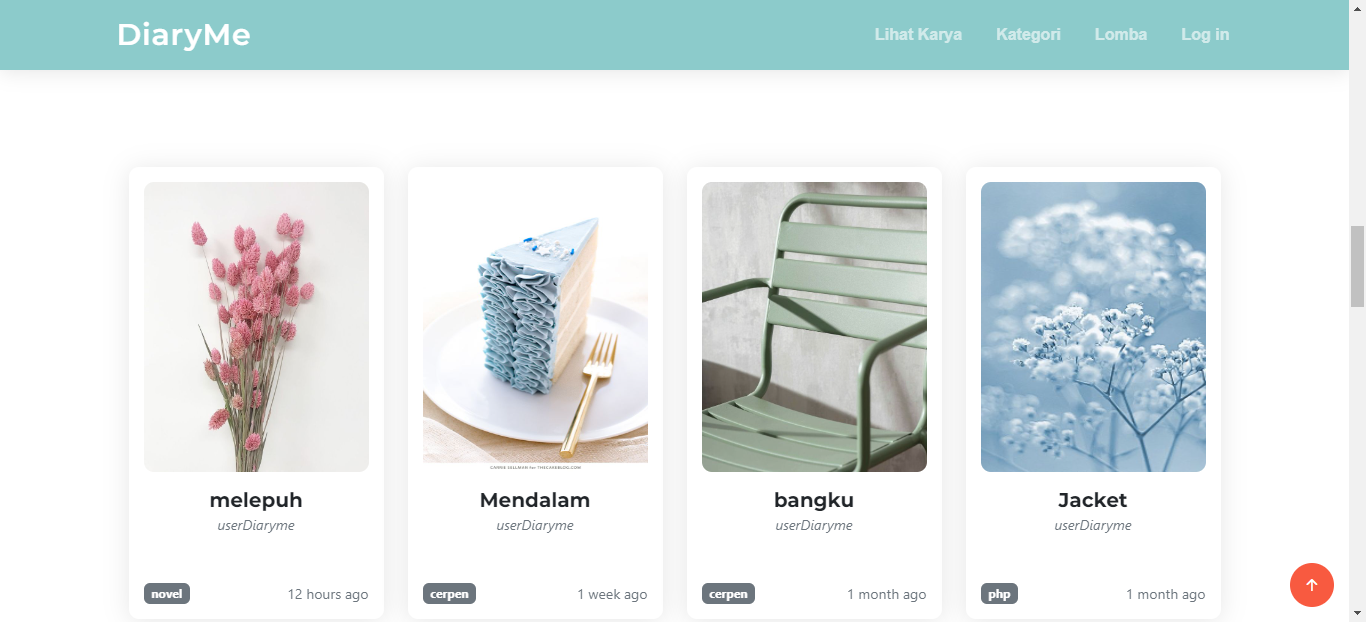 DiaryMe
Lihat Karya Kategori Lomba Log in
CARRIE SELLMAN for THECAKEBLOG.COM
melepuh
userDiaryme
novel 12 hours ago
Mendalam
userDiaryme
cerpen 1 week ago
bangku
userDiaryme
cerpen 1 month ago
Jacket
userDiaryme
php 1 month ago